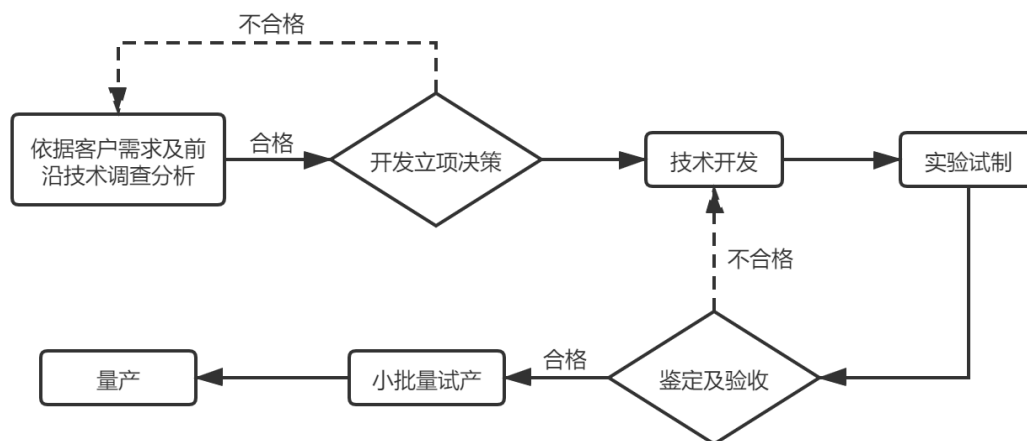 不合格
依据客户需求及前
沿技术调查分析
合格
开发立项决策
技术开发
实验试制
不合格
量产
小批量试产
合格
鉴定及验收